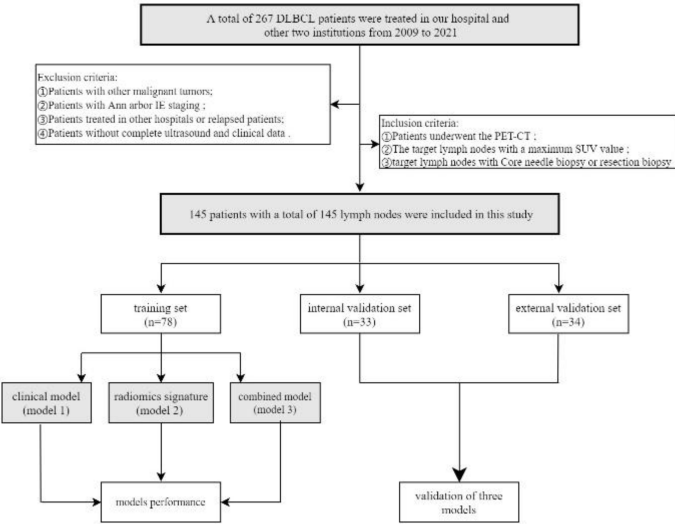 A total of 267 DLBCL patients were treated in our hospital and
other two institutions from 2009 to 2021
Exclusion criteria:
①Patients with other malignant tumors;
②Patients with Ann arbor IE staging ;
③Patients treated in other hospitals or relapsed patients;
④Patients without complete ultrasound and clinical data .
Inclusion criteria:
①Patients underwent the PET-CT ;
②The target lymph nodes with a maximum SUV value ;
③target lymph nodes with Core needle biopsy or resection biopsy
145 patients with a total of 145 lymph nodes were included in this study
training set
(n=78)
internal validation set
(n=33)
external validation set
(n=34)
clinical model
(model 1)
radiomics signature
(model 2)
combined model
(model 3)
models performance
validation of three
models